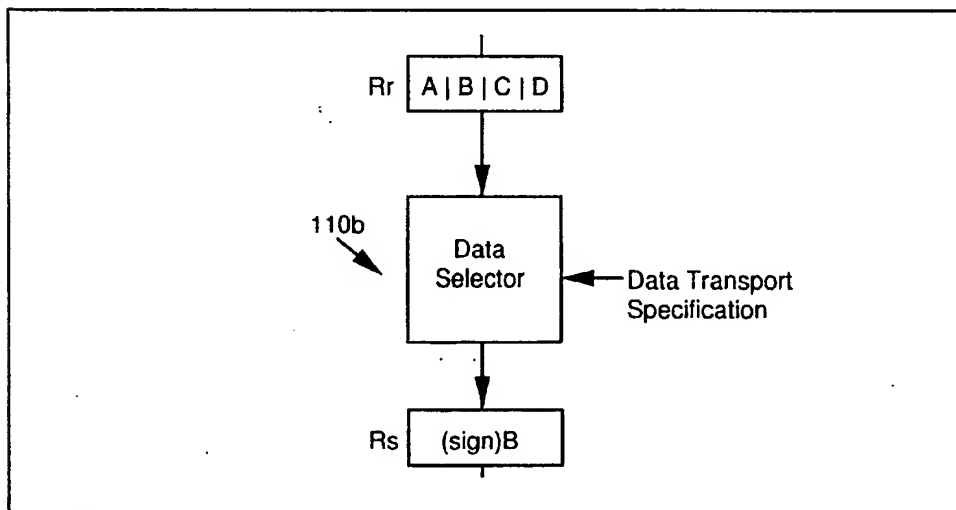 Rr A | B | C | D
110b
Data
Selector
Data Transport
Specification
Rs (sign)B